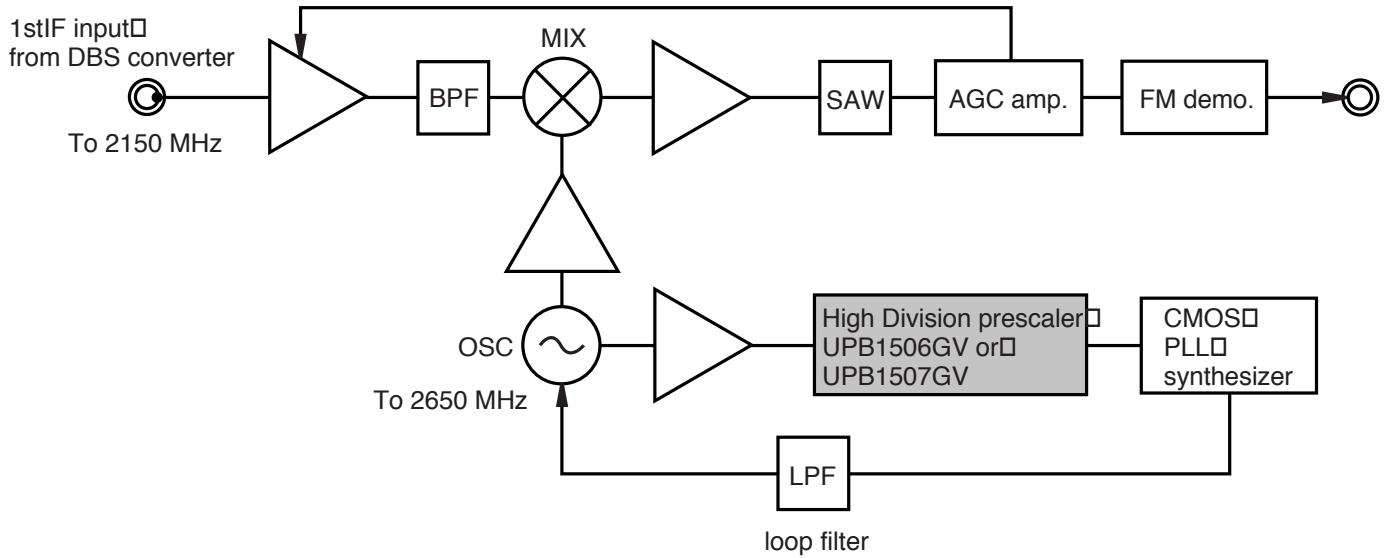 1stIF input□
from DBS converter
To 2150 MHz
BPF
MIX
SAW
AGC amp.
FM demo.
OSC
To 2650 MHz
High Division prescaler□
UPB1506GV or□
UPB1507GV
CMOS□
PLL□
synthesizer
LPF
loop filter